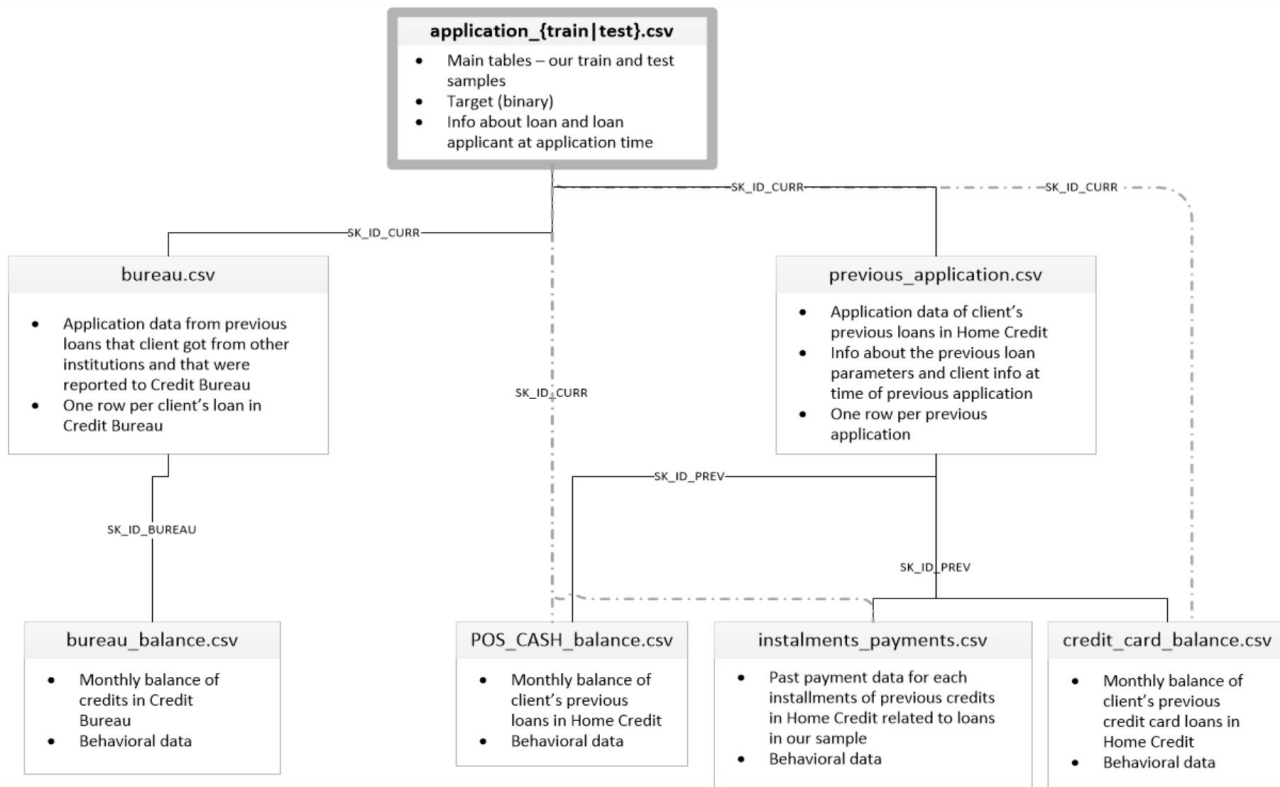 application_{train|test}.csv
• Main tables – our train and test
samples
• Target (binary)
• Info about loan and loan
applicant at application time
SK_ID_CURR
SK_ID_CURR
SK_ID_CURR
bureau.csv
• Application data from previous
loans that client got from other
institutions and that were
reported to Credit Bureau
• One row per client's loan in
Credit Bureau
previous_application.csv
• Application data of client's
previous loans in Home Credit
• Info about the previous loan
parameters and client info at
time of previous application
• One row per previous
application
SK_ID_CURR
SK_ID_PREV
SK_ID_BUREAU
SK_ID_PREV
bureau_balance.csv
• Monthly balance of
credits in Credit
Bureau
• Behavioral data
POS_CASH_balance.csv
• Monthly balance of
client's previous
loans in Home Credit
• Behavioral data
instalments_payments.csv
• Past payment data for each
installments of previous credits
in Home Credit related to loans
in our sample
• Behavioral data
credit_card_balance.csv
• Monthly balance of
client's previous
credit card loans in
Home Credit
• Behavioral data